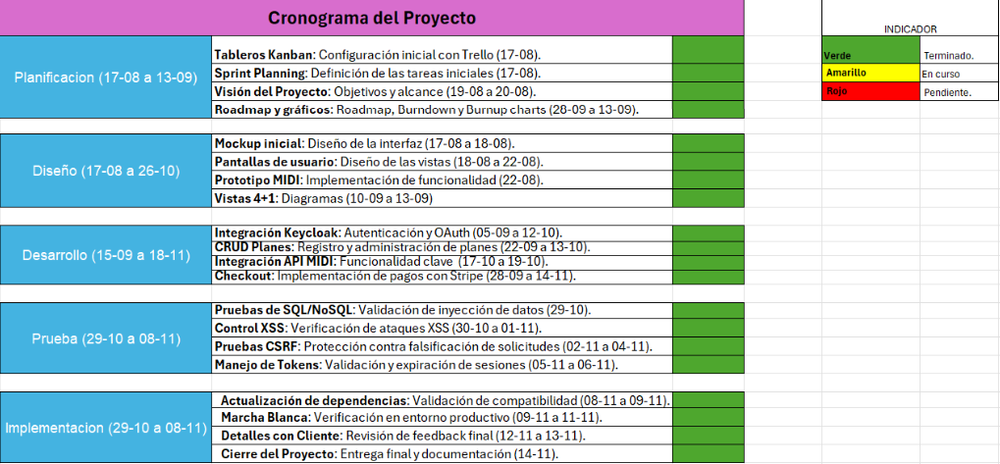 Cronograma del Proyecto
INDICADOR
Verde Terminado.
Amarillo En curso
Rojo Pendiente.
Planificacion (17-08 a 13-09)
Tableros Kanban: Configuración inicial con Trello (17-08).
Sprint Planning: Definición de las tareas iniciales (17-08).
Visión del Proyecto: Objetivos y alcance (19-08 a 20-08).
Roadmap y gráficos: Roadmap, Burndown y Burnup charts (28-09 a 13-09).
Diseño (17-08 a 26-10)
Mockup inicial: Diseño de la interfaz (17-08 a 18-08).
Pantallas de usuario: Diseño de las vistas (18-08 a 22-08).
Prototipo MIDI: Implementación de funcionalidad (22-08).
Vistas 4+1: Diagramas (10-09 a 13-09)
Desarrollo (15-09 a 18-11)
Integración Keycloak: Autenticación y OAuth (05-09 a 12-10).
CRUD Planes: Registro y administración de planes (22-09 a 13-10).
Integración API MIDI: Funcionalidad clave (17-10 a 19-10).
Checkout: Implementación de pagos con Stripe (28-09 a 14-11).
Prueba (29-10 a 08-11)
Pruebas de SQL/NoSQL: Validación de inyección de datos (29-10).
Control XSS: Verificación de ataques XSS (30-10 a 01-11).
Pruebas CSRF: Protección contra falsificación de solicitudes (02-11 a 04-11).
Manejo de Tokens: Validación y expiración de sesiones (05-11 a 06-11).
Implementacion (29-10 a 08-11)
Actualización de dependencias: Validación de compatibilidad (08-11 a 09-11).
Marcha Blanca: Verificación en entorno productivo (09-11 a 11-11).
Detalles con Cliente: Revisión de feedback final (12-11 a 13-11).
Cierre del Proyecto: Entrega final y documentación (14-11).